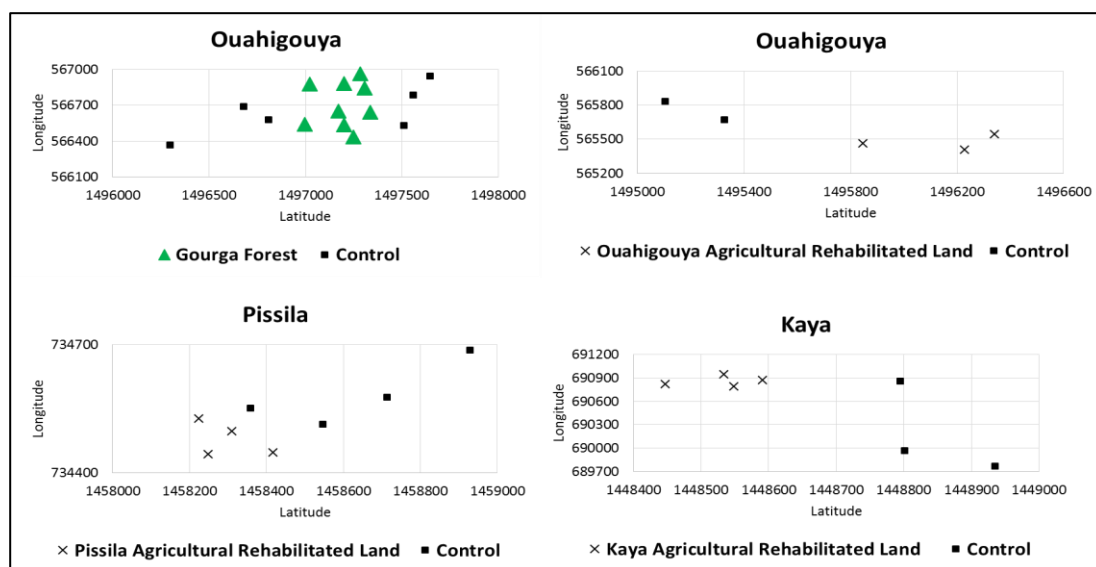 Ouahigouya
567000
566700
566400
566100
Longitude
1496000 1496500 1497000 1497500 1498000
Latitude
Gourga Forest Control
Ouahigouya
566100
565800
565500
565200
Longitude
1495000 1495400 1495800 1496200 1496600
Latitude
Ouahigouya Agricultural Rehabilitated Land Control
Pissila
734700
734400
Longitude
1458000 1458200 1458400 1458600 1458800 1459000
Latitude
Pissila Agricultural Rehabilitated Land Control
Kaya
691200
690900
690600
690300
690000
689700
Longitude
1448400 1448500 1448600 1448700 1448800 1448900 1449000
Latitude
Kaya Agricultural Rehabilitated Land Control